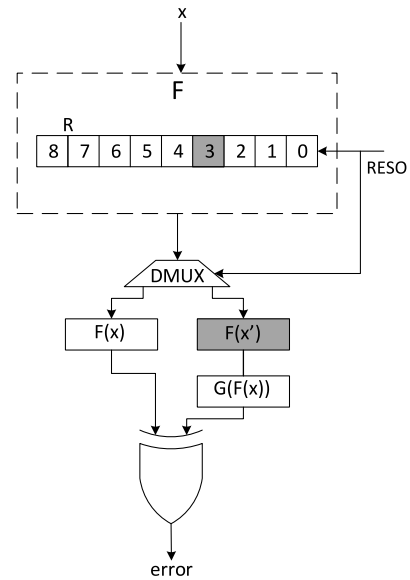 x
F
R
8 7 6 5 4 3 2 1 0
RESO
DMUX
F(x) F(x’)
G(F(x))
error